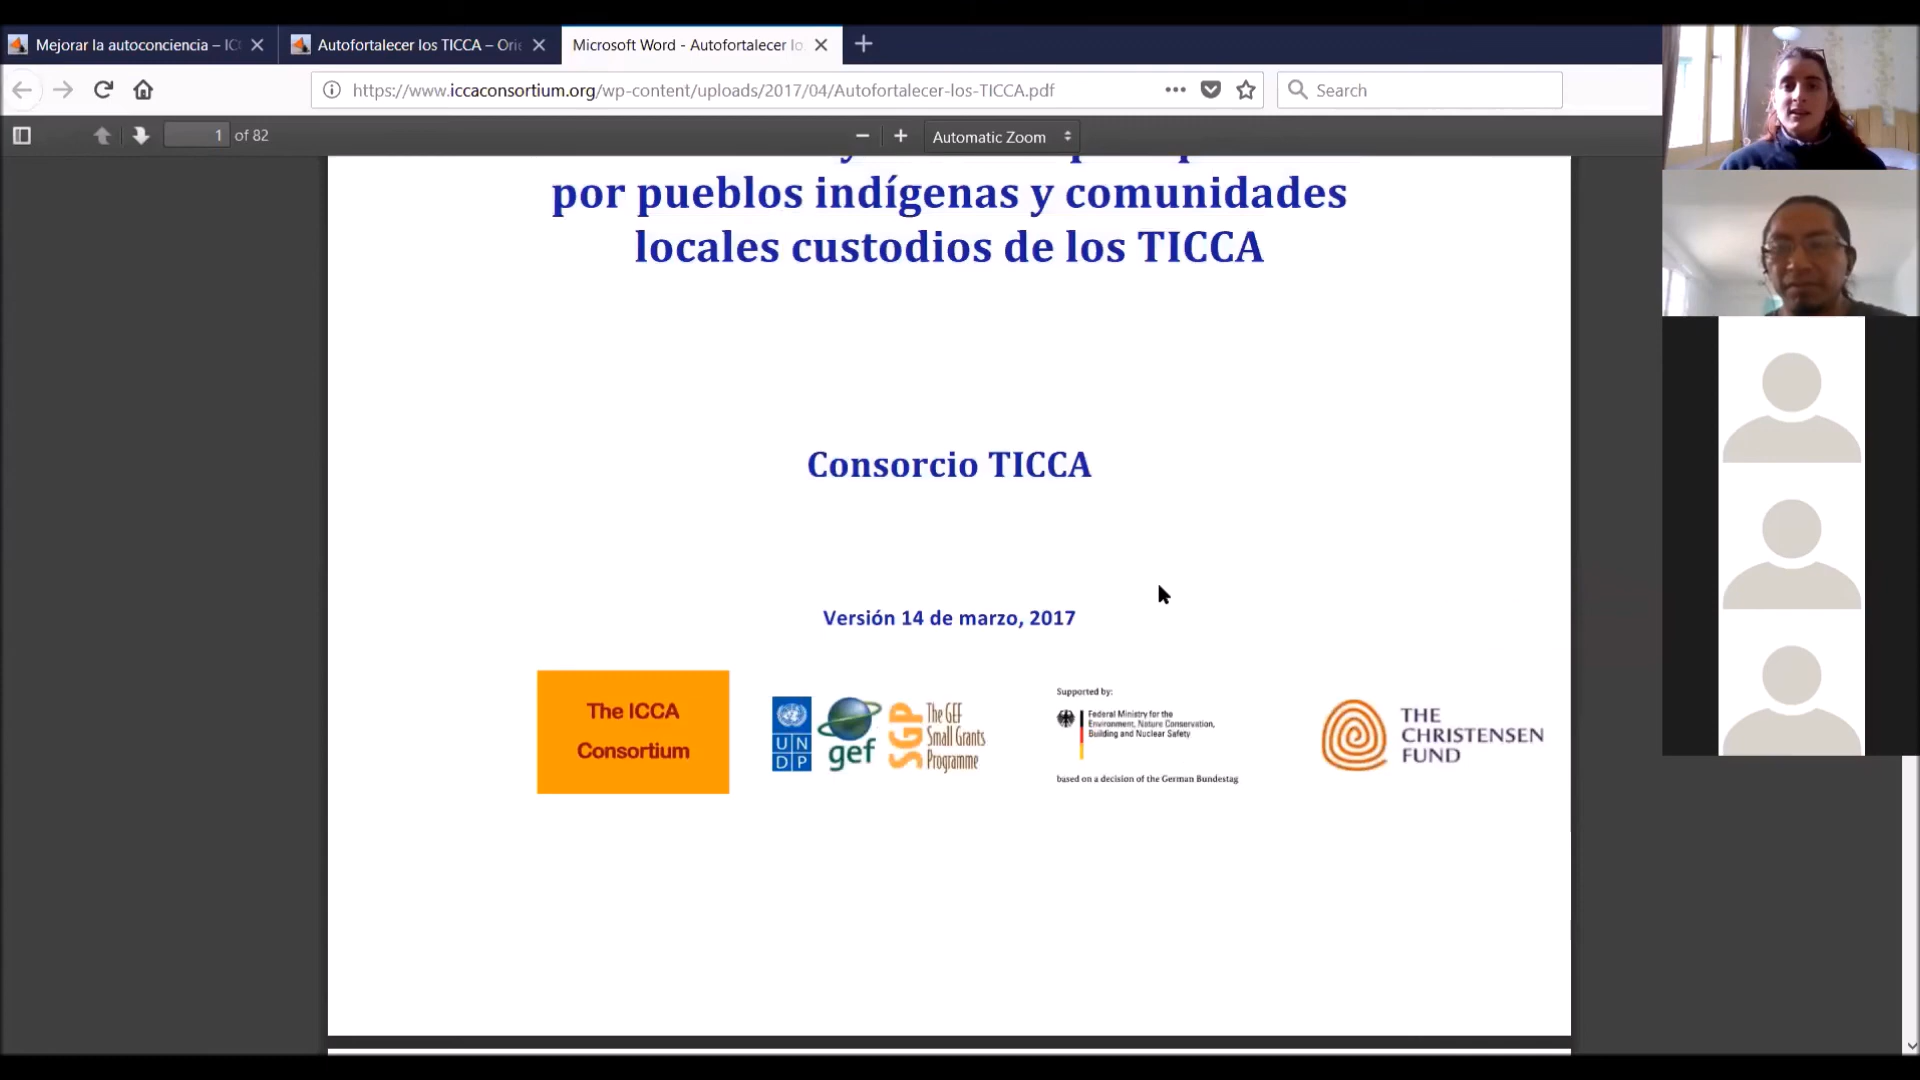 Mejorar la autoconciencia – IC
Autofortalecer los TICCA – Orie
Microsoft Word - Autofortalecer lo
https://www.iccaconsortium.org/wp-content/uploads/2017/04/Autofortalecer-los-TICCA.pdf
Search
1 of 82
Automatic Zoom
por pueblos indígenas y comunidades
locales custodios de los TICCA
Consorcio TICCA
Versión 14 de marzo, 2017
The ICCA
Consortium
UN
DP
gef
SGP
The GEF
Small Grants
Programme
Supported by:
Federal Ministry for the
Environment, Nature Conservation,
Building and Nuclear Safety
based on a decision of the German Bundestag
THE
CHRISTENSEN
FUND